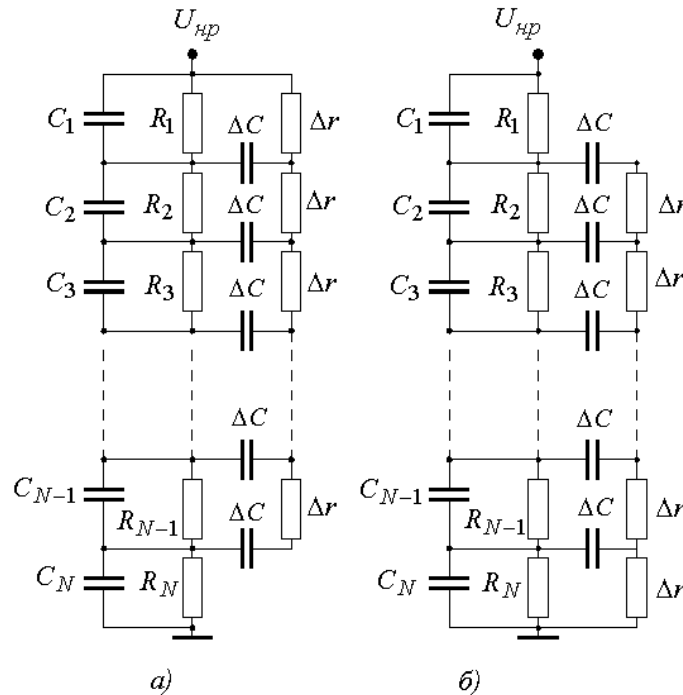 U_нр U_нр
C_1 R_1 ΔC Δr C_1 R_1 ΔC
C_2 R_2 ΔC Δr C_2 R_2 ΔC Δr
C_3 R_3 ΔC Δr C_3 R_3 ΔC Δr
ΔC ΔC
C_{N-1} R_{N-1} ΔC Δr C_{N-1} R_{N-1} ΔC Δr
C_N R_N C_N R_N Δr
а) б)